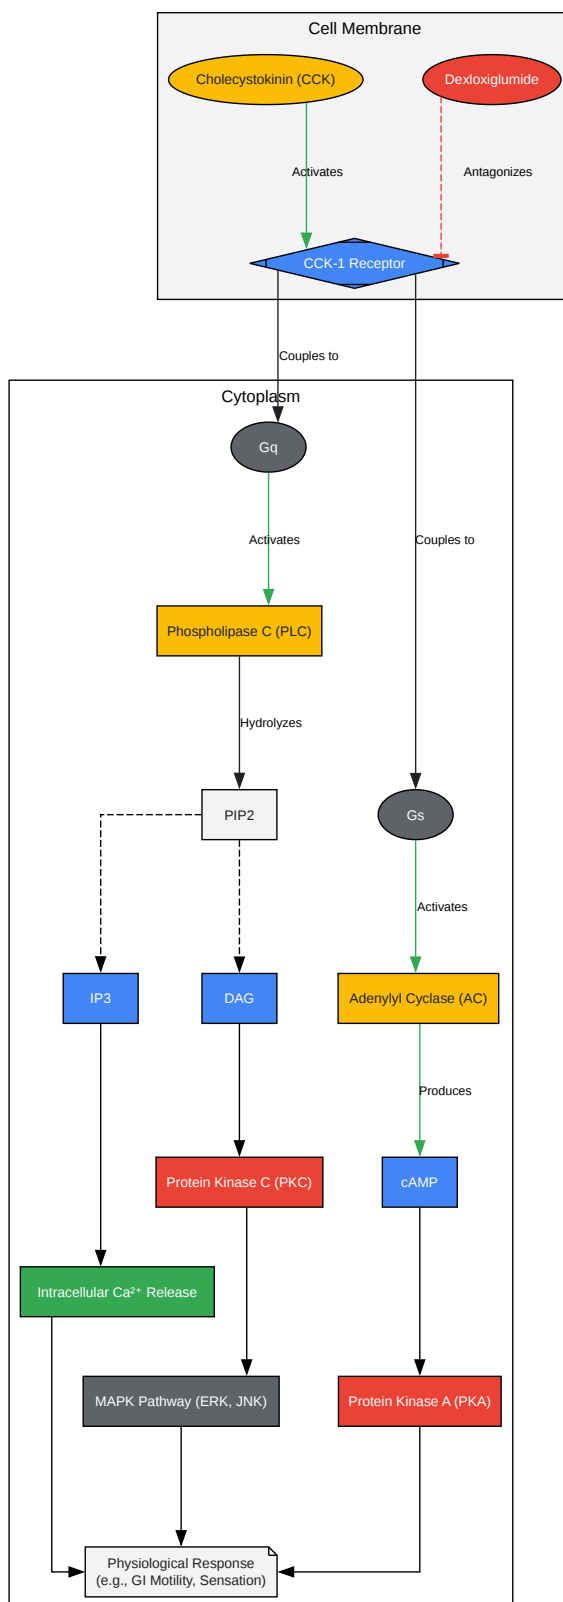 Cell Membrane
Cholecystokinin (CCK)
Dexloxiglumide
Activates
Antagonizes
CCK-1 Receptor
Couples to
Cytoplasm
Gq
Activates
Couples to
Phospholipase C (PLC)
Hydrolyzes
PIP2
Gs
Activates
IP3
DAG
Adenylyl Cyclase (AC)
Produces
Protein Kinase C (PKC)
cAMP
Intracellular Ca²⁺ Release
MAPK Pathway (ERK, JNK)
Protein Kinase A (PKA)
Physiological Response
(e.g., GI Motility, Sensation)